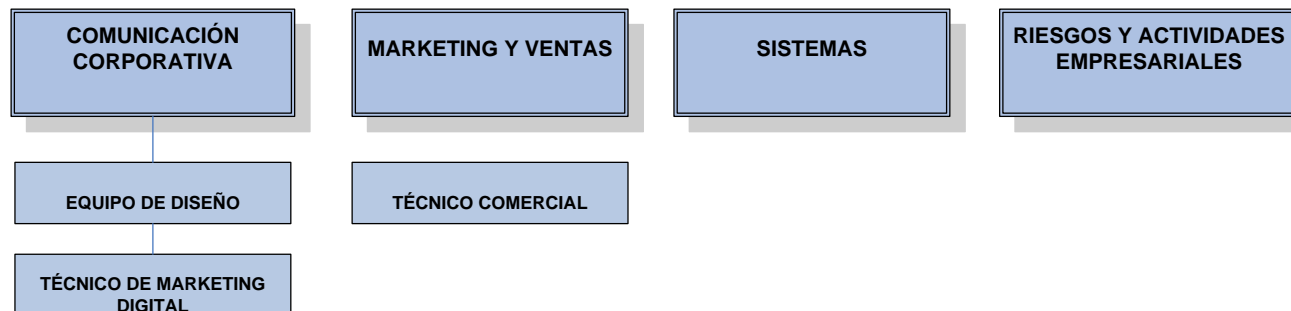 COMUNICACIÓN
CORPORATIVA
MARKETING Y VENTAS
SISTEMAS
RIESGOS Y ACTIVIDADES
EMPRESARIALES
EQUIPO DE DISEÑO
TÉCNICO COMERCIAL
TÉCNICO DE MARKETING
DIGITAL